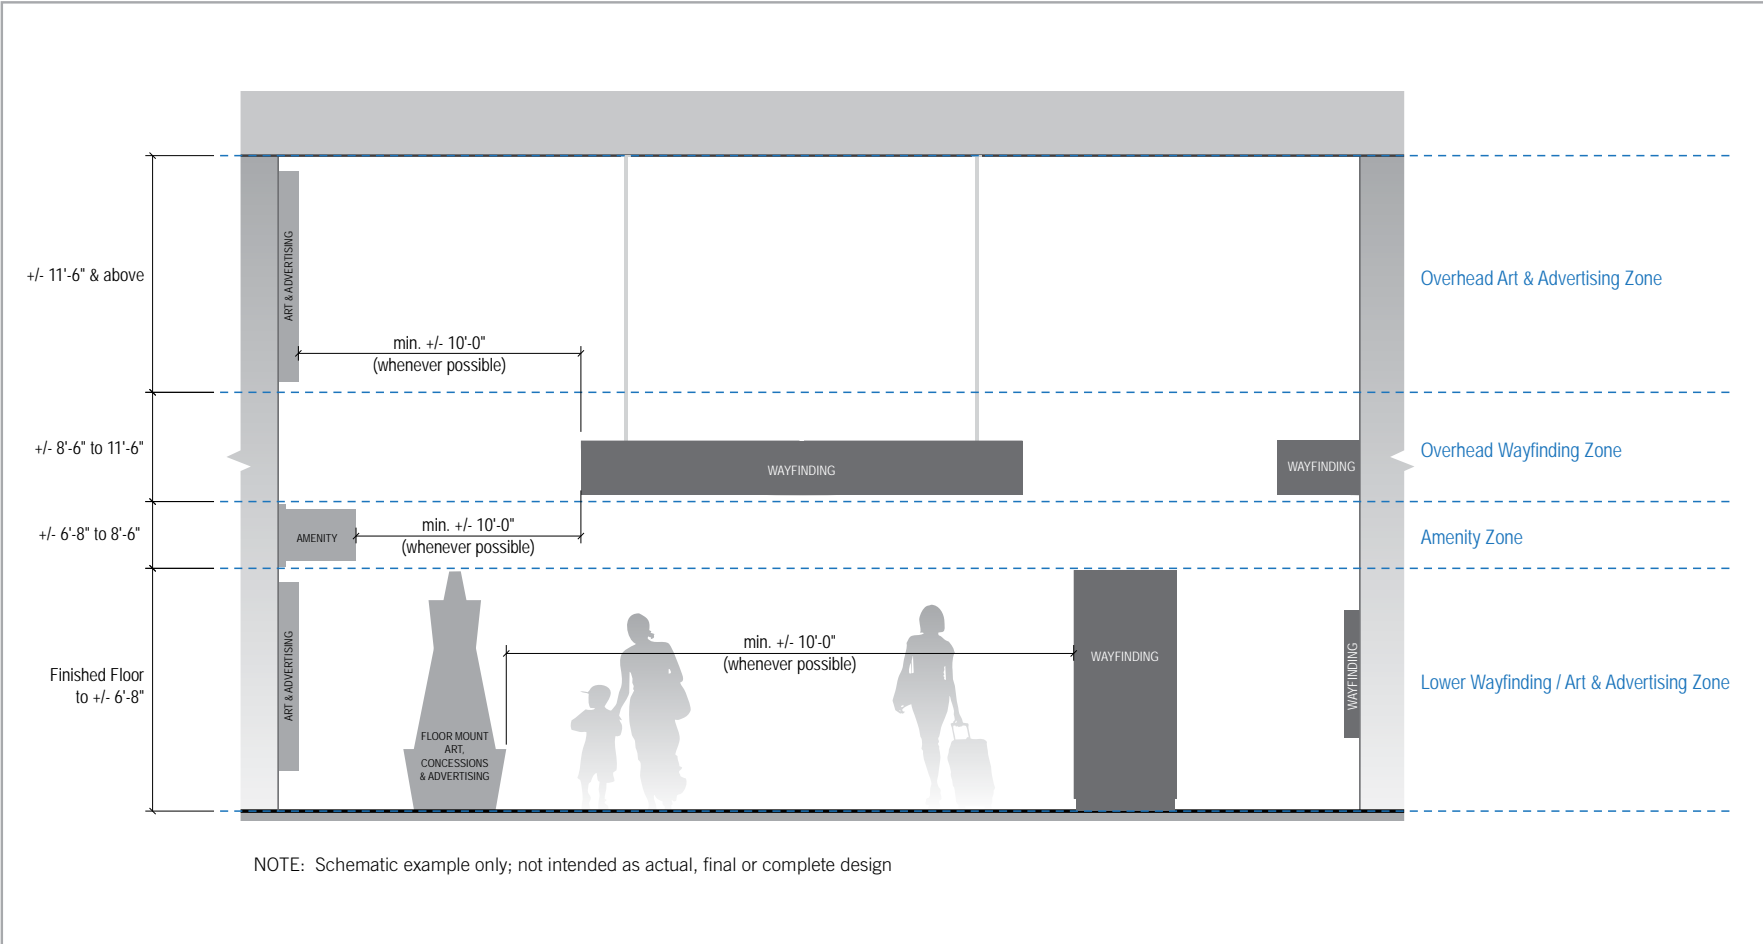 +/- 11'-6" & above
ART & ADVERTISING
min. +/- 10'-0"
(whenever possible)
Overhead Art & Advertising Zone
+/- 8'-6" to 11'-6"
WAYFINDING
WAYFINDING
Overhead Wayfinding Zone
+/- 6'-8" to 8'-6"
AMENITY
min. +/- 10'-0"
(whenever possible)
Amenity Zone
Finished Floor
to +/- 6'-8"
ART & ADVERTISING
FLOOR MOUNT
ART,
CONCESSIONS
& ADVERTISING
min. +/- 10'-0"
(whenever possible)
WAYFINDING
WAYFINDING
Lower Wayfinding / Art & Advertising Zone
NOTE: Schematic example only; not intended as actual, final or complete design